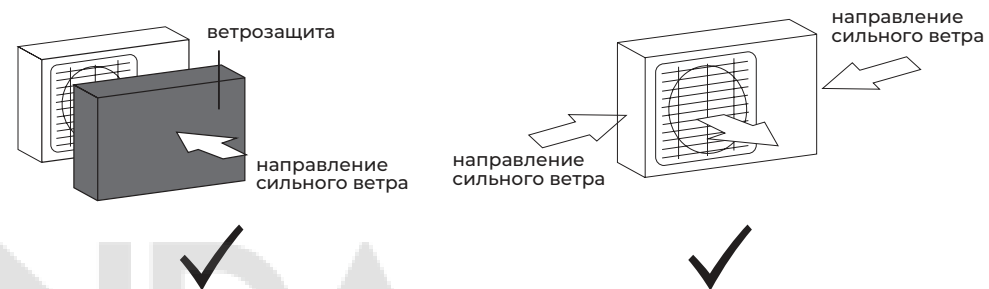 ветрозащита
направление
сильного ветра
направление
сильного ветра
направление
сильного ветра